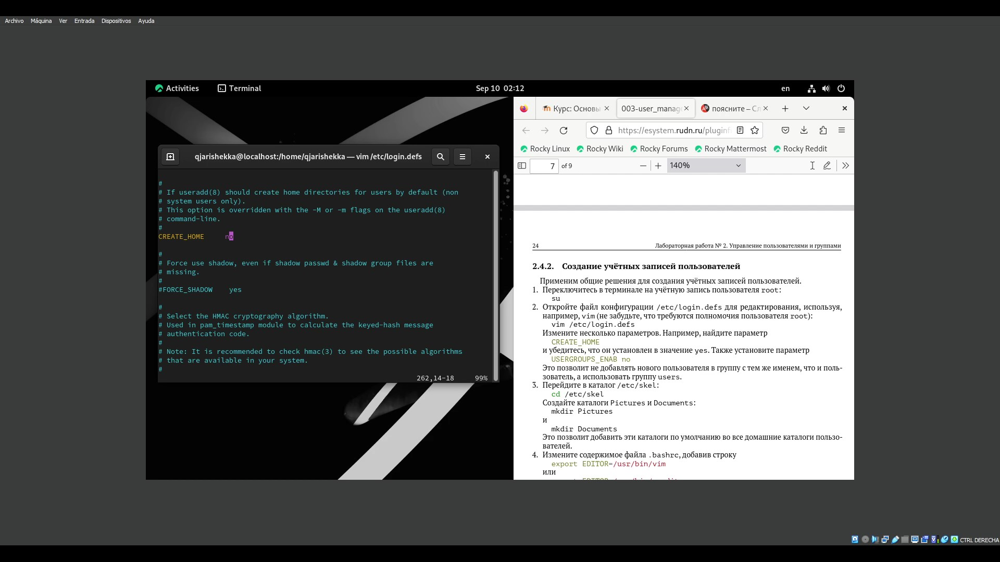 Archivo Máquina Ver Entrada Dispositivos Ayuda
Activities Terminal Sep 10 02:12 en
qjarishekka@localhost:/home/qjarishekka — vim /etc/login.defs
#
# If useradd(8) should create home directories for users by default (non
# system users only).
# This option is overridden with the -M or -m flags on the useradd(8)
# command-line.
#
CREATE_HOME no
#
# Force use shadow, even if shadow passwd & shadow group files are
# missing.
#
#FORCE_SHADOW yes
#
# Select the HMAC cryptography algorithm.
# Used in pam_timestamp module to calculate the keyed-hash message
# authentication code.
#
# Note: It is recommended to check hmac(3) to see the possible algorithms
# that are available in your system.
#
262,14-18 99%
Курс: Основы 003-user_manage поясните – Сл
https://esystem.rudn.ru/pluginf
Rocky Linux Rocky Wiki Rocky Forums Rocky Mattermost Rocky Reddit
7 of 9 140%
24 Лабораторная работа № 2. Управление пользователями и группами
2.4.2. Создание учётных записей пользователей
Применим общие решения для создания учётных записей пользователей.
1. Переключитесь в терминале на учётную запись пользователя root:
su
2. Откройте файл конфигурации /etc/login.defs для редактирования, используя,
например, vim (не забудьте, что требуются полномочия пользователя root):
vim /etc/login.defs
Измените несколько параметров. Например, найдите параметр
CREATE_HOME
и убедитесь, что он установлен в значение yes. Также установите параметр
USERGROUPS_ENAB no
Это позволит не добавлять нового пользователя в группу с тем же именем, что и поль-
зователь, а использовать группу users.
3. Перейдите в каталог /etc/skel:
cd /etc/skel
Создайте каталоги Pictures и Documents:
mkdir Pictures
и
mkdir Documents
Это позволит добавить эти каталоги по умолчанию во все домашние каталоги пользо-
вателей.
4. Измените содержимое файла .bashrc, добавив строку
export EDITOR=/usr/bin/vim
или
CTRL DERECHA